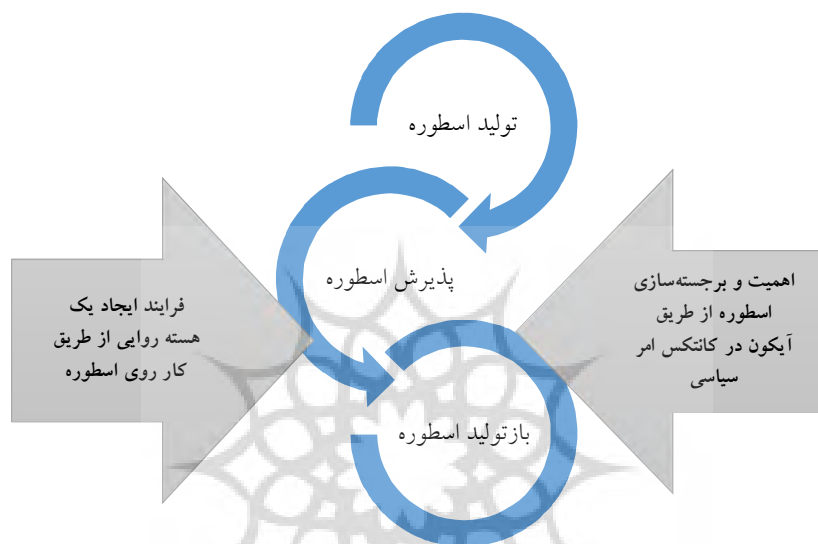 تولید اسطوره
پذیرش اسطوره
بازتولید اسطوره
اهمیت و برجسته‌سازی
اسطوره از طریق
آیکون در کانتکس امر
سیاسی
فرایند ایجاد یک
هسته روایی از طریق
کار روی اسطوره